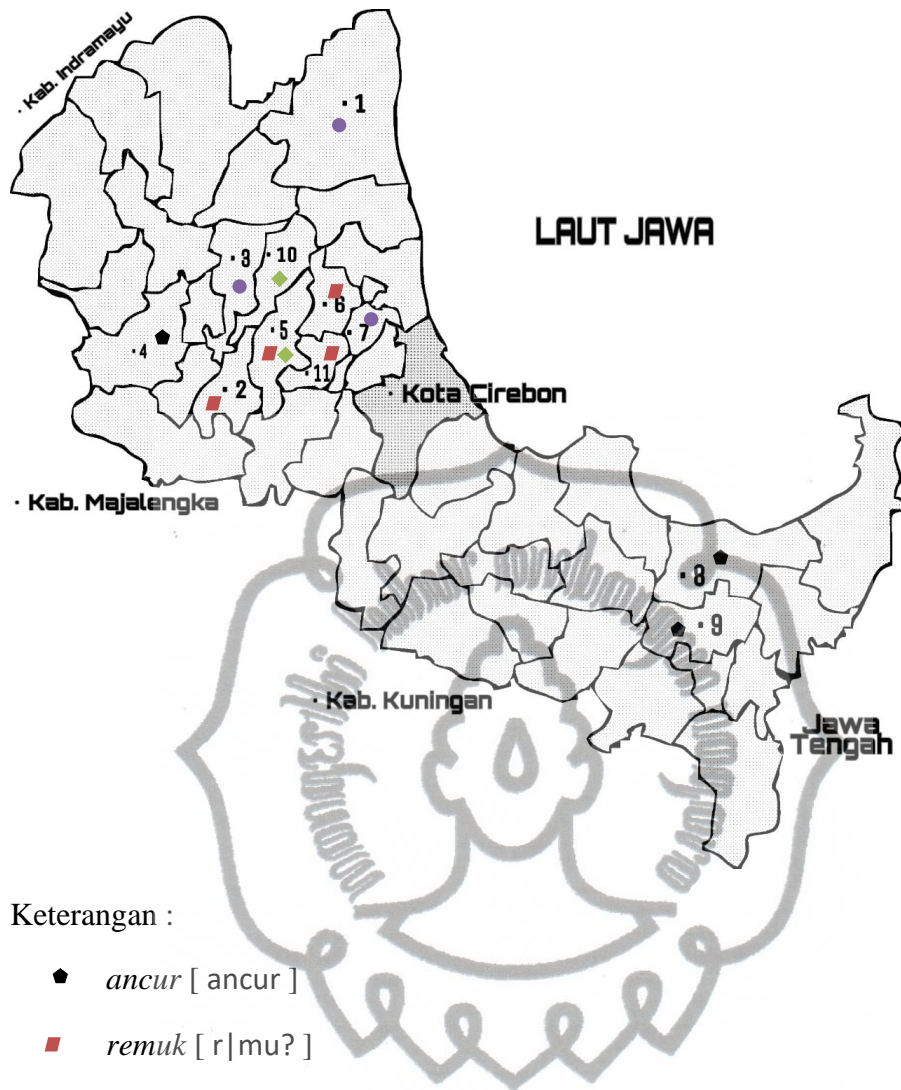 · Kab. Indramayu
· 1
LAUT JAWA
· 3
· 10
· 6
· 5
· 7
· 4
· 11
· 2
· Kota Cirebon
· Kab. Majalengka
· 8
· 9
· Kab. Kuningan
Jawa
Tengah
Keterangan :
ancur [ ancur ]
remuk [ r|mu? ]